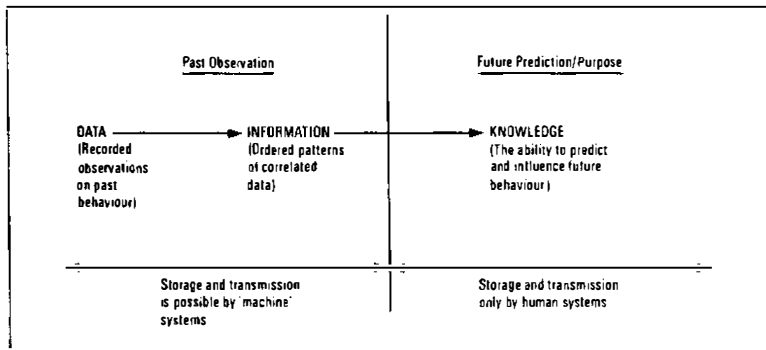 Past Observation
Future Prediction/Purpose
DATA
(Recorded
observations
on past
behaviour)
INFORMATION
(Ordered patterns
of correlated
data)
KNOWLEDGE
(The ability to predict
and influence future
behaviour)
Storage and transmission
is possible by 'machine'
systems
Storage and transmission
only by human systems